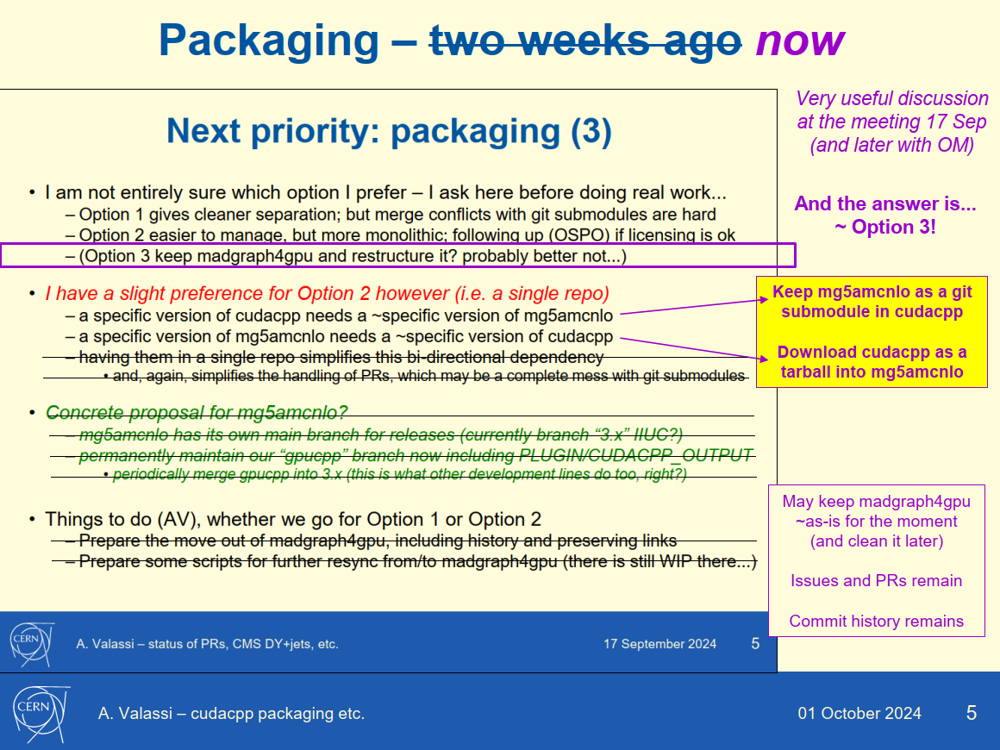 Packaging – two weeks ago now
Next priority: packaging (3)
• I am not entirely sure which option I prefer – I ask here before doing real work...
– Option 1 gives cleaner separation; but merge conflicts with git submodules are hard
– Option 2 easier to manage, but more monolithic; following up (OSPO) if licensing is ok
– (Option 3 keep madgraph4gpu and restructure it? probably better not...)
• I have a slight preference for Option 2 however (i.e. a single repo)
– a specific version of cudacpp needs a ~specific version of mg5amcnlo
– a specific version of mg5amcnlo needs a ~specific version of cudacpp
– having them in a single repo simplifies this bi-directional dependency
• and, again, simplifies the handling of PRs, which may be a complete mess with git submodules
• Concrete proposal for mg5amcnlo?
– mg5amcnlo has its own main branch for releases (currently branch “3.x” IIUC?)
– permanently maintain our “gpucpp” branch now including PLUGIN/CUDACPP_OUTPUT
• periodically merge gpucpp into 3.x (this is what other development lines do too, right?)
• Things to do (AV), whether we go for Option 1 or Option 2
– Prepare the move out of madgraph4gpu, including history and preserving links
– Prepare some scripts for further resync from/to madgraph4gpu (there is still WIP there...)
CERN
A. Valassi – status of PRs, CMS DY+jets, etc.
17 September 2024
5
Very useful discussion
at the meeting 17 Sep
(and later with OM)
And the answer is...
~ Option 3!
Keep mg5amcnlo as a git
submodule in cudacpp
Download cudacpp as a
tarball into mg5amcnlo
May keep madgraph4gpu
~as-is for the moment
(and clean it later)
Issues and PRs remain
Commit history remains
CERN
A. Valassi – cudacpp packaging etc.
01 October 2024
5